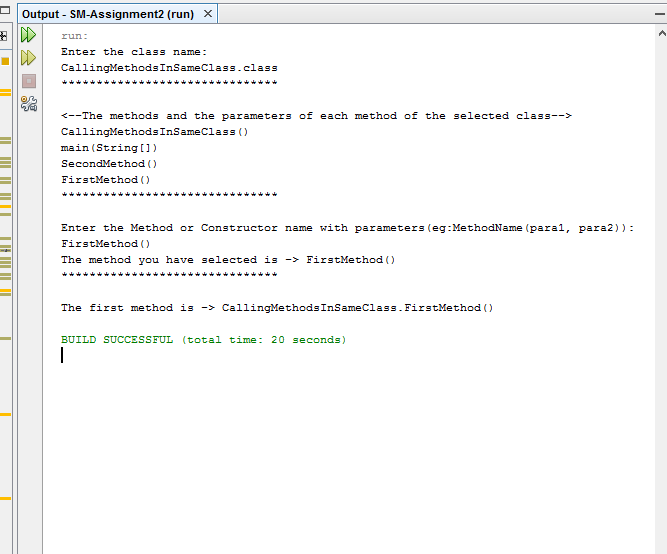 Output - SM-Assignment2 (run)
run:
Enter the class name:
CallingMethodsInSameClass.class
*****************************
<--The methods and the parameters of each method of the selected class-->
CallingMethodsInSameClass()
main(String[])
SecondMethod()
FirstMethod()
*****************************
Enter the Method or Constructor name with parameters(eg:MethodName(para1, para2)):
FirstMethod()
The method you have selected is -> FirstMethod()
*****************************
The first method is -> CallingMethodsInSameClass.FirstMethod()
BUILD SUCCESSFUL (total time: 20 seconds)